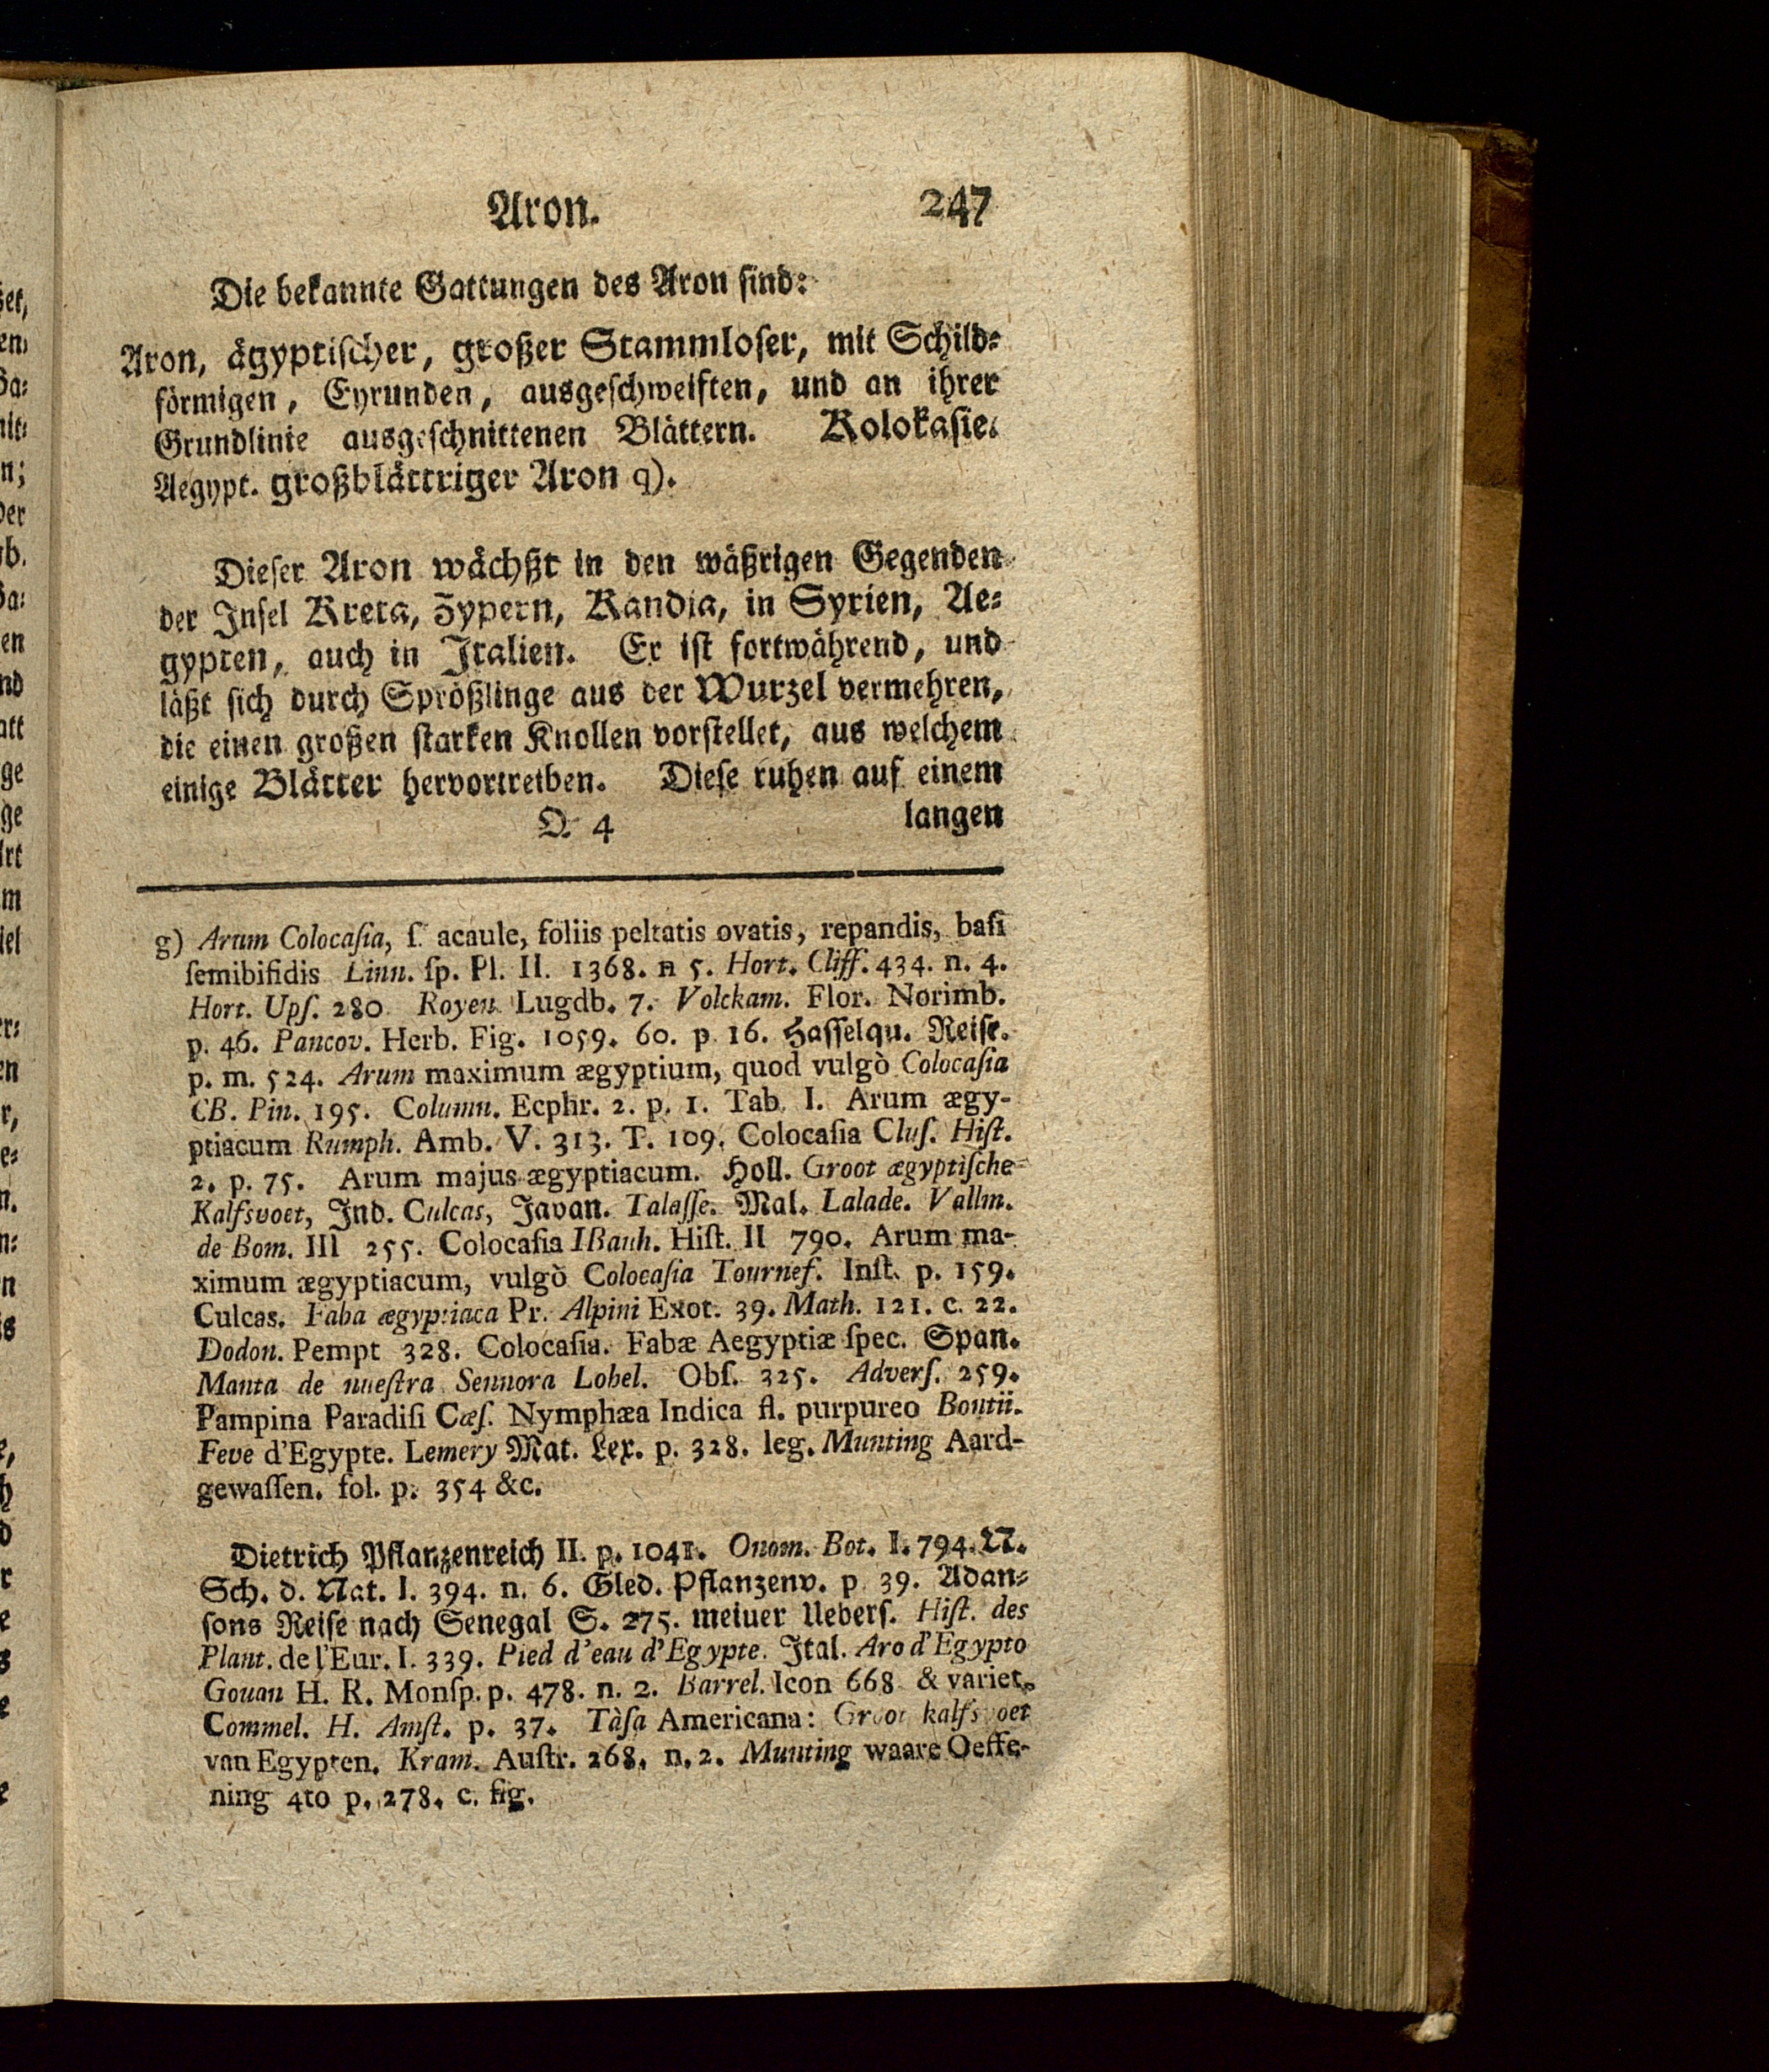 Aron. 247
Die bekannte Gattungen des Aron sind:
Aron, ägyptischer, großer Stammloser, mit Schild⸗
förmigen, Eyrunden, ausgeschweiften, und an ihrer
Grundlinie ausgeschnittenen Blättern. Kolokasie.
Aegypt. großblättriger Aron q).
Dieser Aron wächßt in den wäßrigen Gegenden
der Insel Kreta, Zypern, Kandia, in Syrien, Ae⸗
gypten, auch in Italien. Er ist fortwährend, und
läßt sich durch Sprößlinge aus der Wurzel vermehren,
die einen großen starken Knollen vorstellet, aus welchem
einige Blätter hervortreiben. Diese ruhen auf einem
Q 4 langen
g) Arum Colocaſia, ſ. acaule, foliis peltatis ovatis, repandis, baſi
ſemibifidis Linn. ſp. Pl. II. 1368. n 5. Hort. Cliff. 434. n. 4.
Hort. Upſ. 280 Royen Lugdb. 7. Volckam. Flor. Norimb.
p. 46. Pancov. Herb. Fig. 1059. 60. p. 16. Hasselqu. Reise.
p. m. 524. Arum maximum ægyptium, quod vulgò Colocaſia
CB. Pin. 195. Column. Ecphr. 2. p. 1. Tab. I. Arum ægy-
ptiacum Rumph. Amb. V. 313. T. 109. Colocaſia Cluſ. Hiſt.
2. p. 75. Arum majus ægyptiacum. Holl. Groot ægyptiſche
Kalfsvoet, Ind. Culcas, Javan. Talaſſe. Mal. Lalade. Vallm.
de Bom. III 255. Colocaſia IBauh. Hiſt. II 790. Arum ma-
ximum ægyptiacum, vulgò Colocaſia Tournef. Inſt. p. 159.
Culcas. Faba ægyptiaca Pr. Alpini Exot. 39. Math. 121. c. 22.
Dodon. Pempt 328. Colocaſia. Fabæ Aegyptiæ ſpec. Span.
Manta de nueſtra Sennora Lobel. Obſ. 325. Adverſ. 259.
Pampina Paradiſi Cæſ. Nymphæa Indica fl. purpureo Bontii.
Feve d'Egypte. Lemery Mat. Lex. p. 328. leg. Munting Aard-
gewaſſen. fol. p. 354 &c.
Dietrich Pflanzenreich II. p. 1041. Onom. Bot. I. 794. N.
Sch. d. Nat. I. 394. n. 6. Gled. Pflanzenv. p 39. Adan⸗
sons Reise nach Senegal S. 275. meiuer Uebers. Hiſt. des
Plant. de l'Eur. I. 339. Pied d'eau d'Egypte. Ital. Aro d'Egypto
Gouan H. R. Monſp. p. 478. n. 2. Barrel. Icon 668 & variet.
Commel. H. Amſt. p. 37. Tàſa Americana: Groot kalfsvoet
van Egypten. Kram. Auſtr. 268. n. 2. Munting waare Oeffe-
ning 4to p. 278. c. fig.